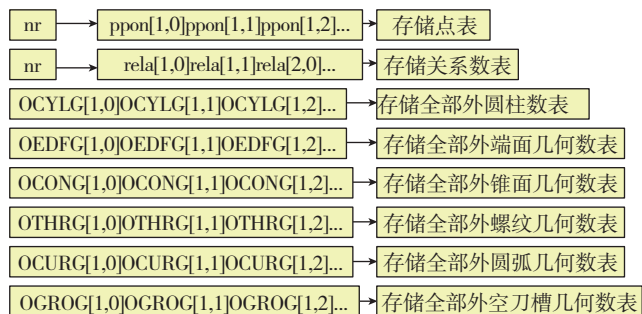 nr ppon[1,0]ppon[1,1]ppon[1,2]... 存储点表
nr rela[1,0]rela[1,1]rela[2,0]... 存储关系数表
OCYLG[1,0]OCYLG[1,1]OCYLG[1,2]... 存储全部外圆柱数表
OEDFG[1,0]OEDFG[1,1]OEDFG[1,2]... 存储全部外端面几何数表
OCONG[1,0]OCONG[1,1]OCONG[1,2]... 存储全部外锥面几何数表
OTHRG[1,0]OTHRG[1,1]OTHRG[1,2]... 存储全部外螺纹几何数表
OCURG[1,0]OCURG[1,1]OCURG[1,2]... 存储全部外圆弧几何数表
OGROG[1,0]OGROG[1,1]OGROG[1,2]... 存储全部外空刀槽几何数表